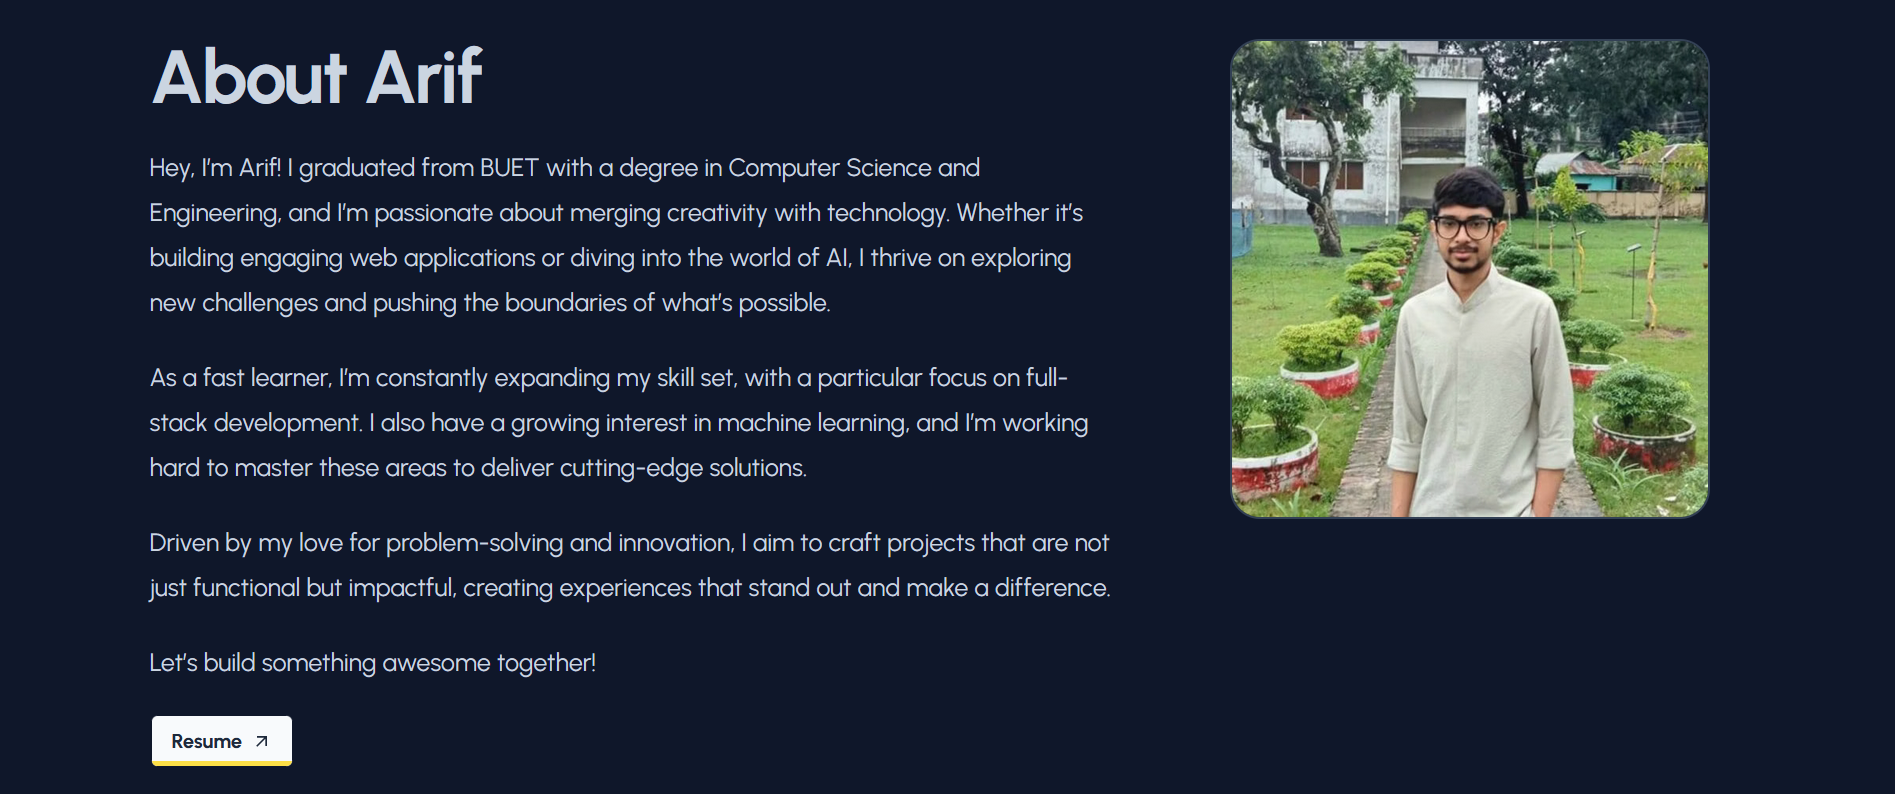 About Arif
Hey, I’m Arif! I graduated from BUET with a degree in Computer Science and
Engineering, and I’m passionate about merging creativity with technology. Whether it’s
building engaging web applications or diving into the world of AI, I thrive on exploring
new challenges and pushing the boundaries of what’s possible.
As a fast learner, I’m constantly expanding my skill set, with a particular focus on full-
stack development. I also have a growing interest in machine learning, and I’m working
hard to master these areas to deliver cutting-edge solutions.
Driven by my love for problem-solving and innovation, I aim to craft projects that are not
just functional but impactful, creating experiences that stand out and make a difference.
Let’s build something awesome together!
Resume